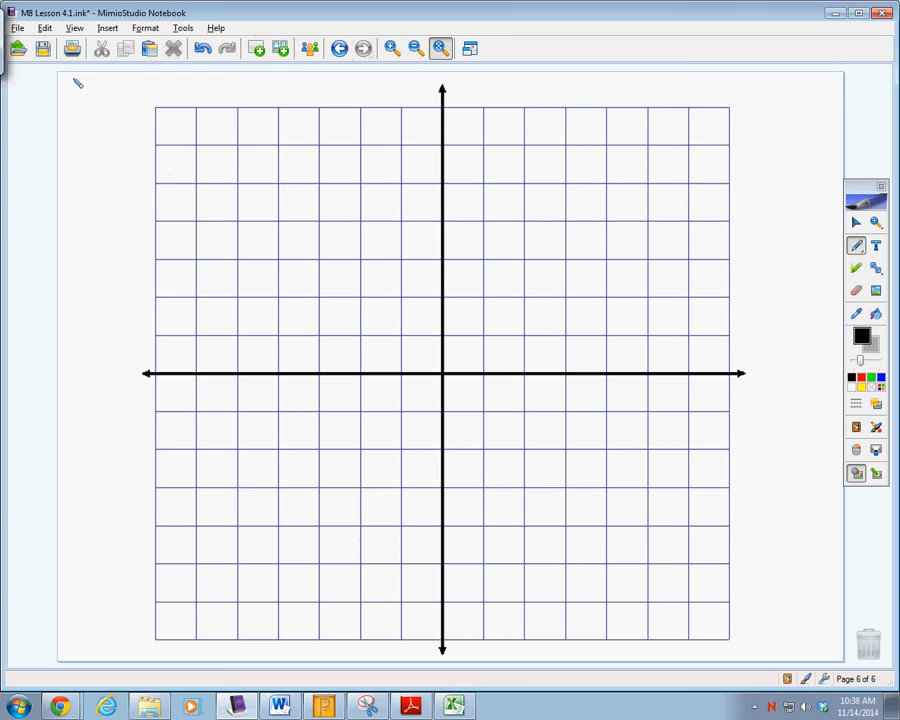 M8 Lesson 4.1.ink* - MimioStudio Notebook
File Edit View Insert Format Tools Help
T
Page 6 of 6
W P N
10:38 AM
11/14/2014